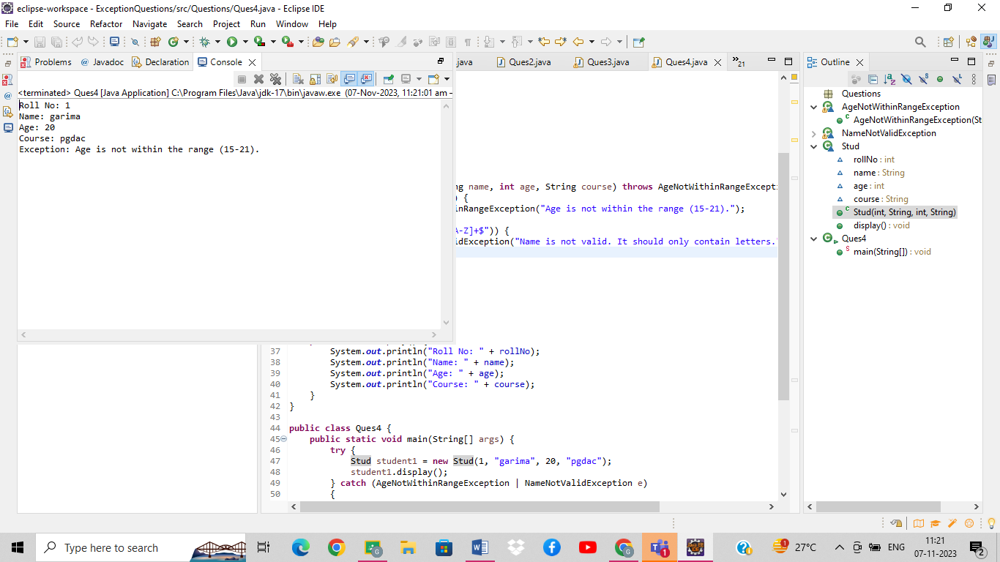 eclipse-workspace - ExceptionQuestions/src/Questions/Ques4.java - Eclipse IDE
File Edit Source Refactor Navigate Search Project Run Window Help
Problems @ Javadoc Declaration Console
.java Ques2.java Ques3.java Ques4.java »21
Outline
<terminated> Ques4 [Java Application] C:\Program Files\Java\jdk-17\bin\javaw.exe (07-Nov-2023, 11:21:01 am –
Roll No: 1
Name: garima
Age: 20
Course: pgdac
Exception: Age is not within the range (15-21).
ng name, int age, String course) throws AgeNotWithinRangeExcepti
) {
inRangeException("Age is not within the range (15-21).");
A-Z]+$")) {
idException("Name is not valid. It should only contain letters."
37 System.out.println("Roll No: " + rollNo);
38 System.out.println("Name: " + name);
39 System.out.println("Age: " + age);
40 System.out.println("Course: " + course);
41 }
42 }
43
44 public class Ques4 {
45 public static void main(String[] args) {
46 try {
47 Stud student1 = new Stud(1, "garima", 20, "pgdac");
48 student1.display();
49 } catch (AgeNotWithinRangeException | NameNotValidException e)
50 {
Questions
AgeNotWithinRangeException
AgeNotWithinRangeException(St
NameNotValidException
Stud
rollNo : int
name : String
age : int
course : String
Stud(int, String, int, String)
display() : void
Ques4
main(String[]) : void
Type here to search
27°C
ENG
11:21
07-11-2023
2